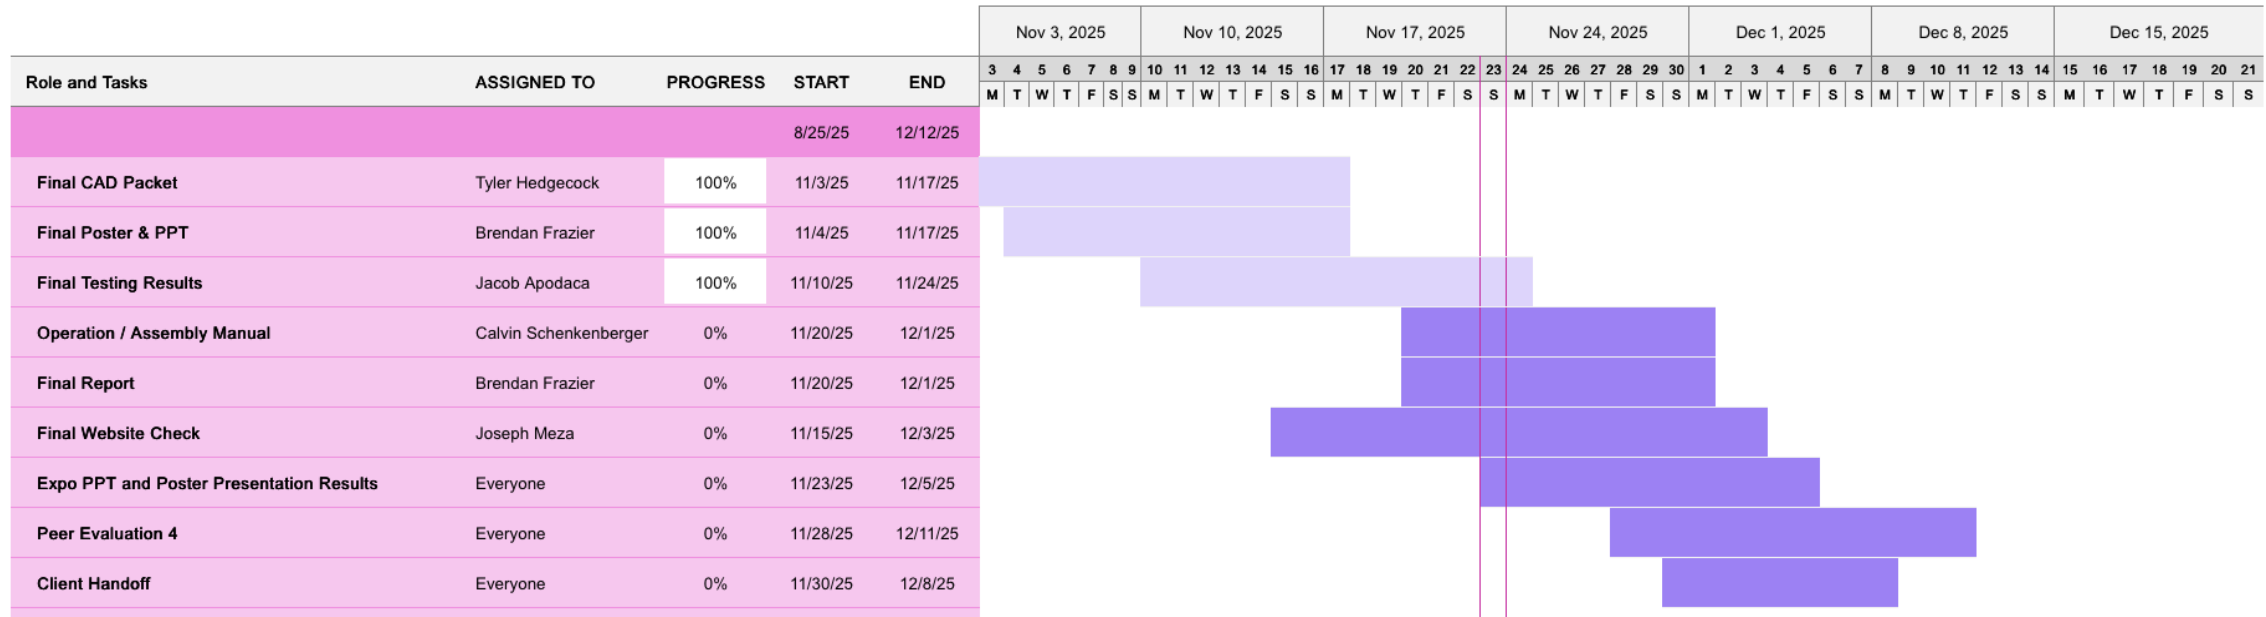 Nov 3, 2025 Nov 10, 2025 Nov 17, 2025 Nov 24, 2025 Dec 1, 2025 Dec 8, 2025 Dec 15, 2025
Role and Tasks ASSIGNED TO PROGRESS START END
3 4 5 6 7 8 9 10 11 12 13 14 15 16 17 18 19 20 21 22 23 24 25 26 27 28 29 30 1 2 3 4 5 6 7 8 9 10 11 12 13 14 15 16 17 18 19 20 21
M T W T F S S M T W T F S S M T W T F S S M T W T F S S M T W T F S S M T W T F S S M T W T F S S
8/25/25 12/12/25
Final CAD Packet Tyler Hedgecock 100% 11/3/25 11/17/25
Final Poster & PPT Brendan Frazier 100% 11/4/25 11/17/25
Final Testing Results Jacob Apodaca 100% 11/10/25 11/24/25
Operation / Assembly Manual Calvin Schenkenberger 0% 11/20/25 12/1/25
Final Report Brendan Frazier 0% 11/20/25 12/1/25
Final Website Check Joseph Meza 0% 11/15/25 12/3/25
Expo PPT and Poster Presentation Results Everyone 0% 11/23/25 12/5/25
Peer Evaluation 4 Everyone 0% 11/28/25 12/11/25
Client Handoff Everyone 0% 11/30/25 12/8/25